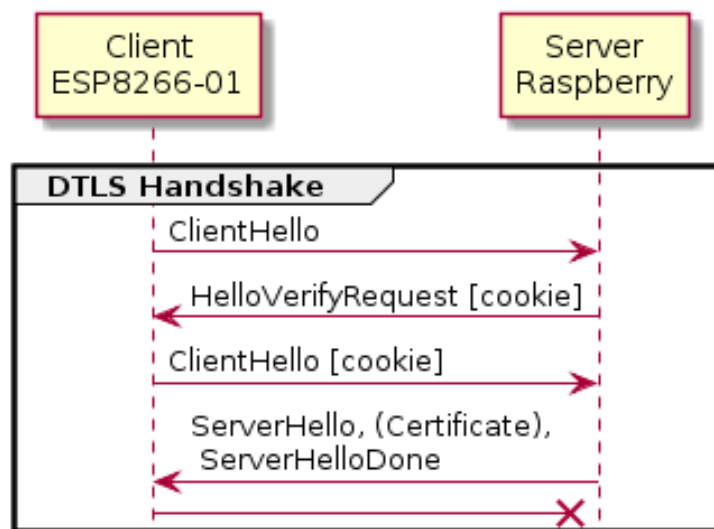 Client
ESP8266-01
Server
Raspberry
DTLS Handshake
ClientHello
HelloVerifyRequest [cookie]
ClientHello [cookie]
ServerHello, (Certificate),
ServerHelloDone